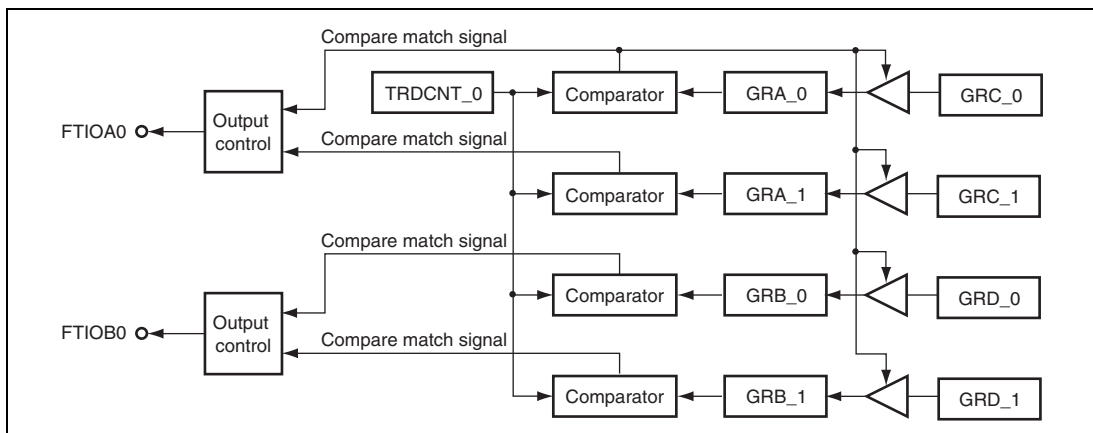 Compare match signal
TRDCNT_0
Comparator
GRA_0
GRC_0
FTIOA0
Output
control
Compare match signal
Comparator
GRA_1
GRC_1
Compare match signal
Comparator
GRB_0
GRD_0
FTIOB0
Output
control
Compare match signal
Comparator
GRB_1
GRD_1